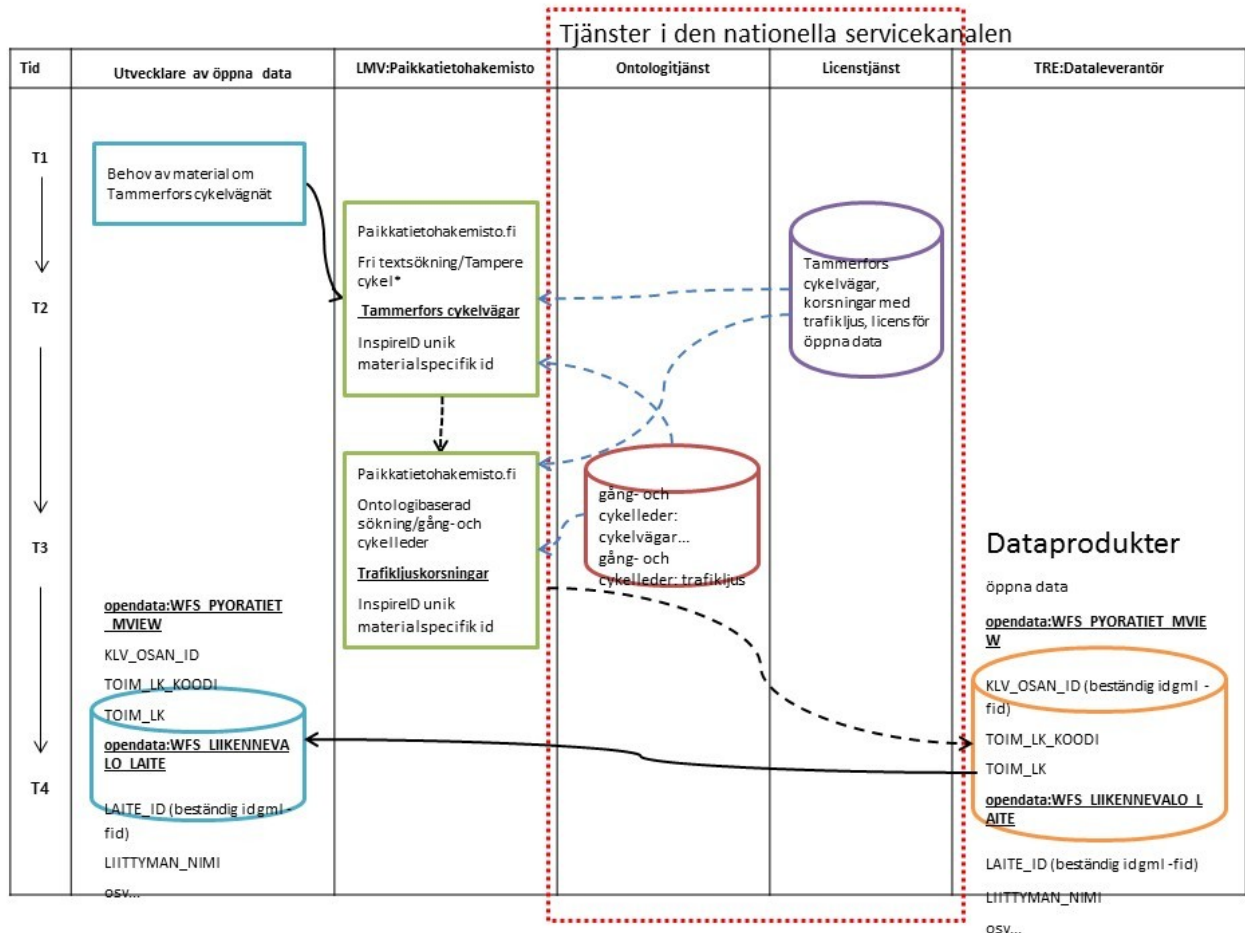 Tjänster i den nationella servicekanalen
Tid
Utvecklare av öppna data
LMV:Paikkatietohakemisto
Ontologitjänst
Licenstjänst
TRE:Dataleverantör
T1
T2
T3
T4
Behov av material om
Tammerfors cykelvägnät
opendata:WFS_PYORATIET
_MVIEW
KLV_OSAN_ID
TOIM_LK_KOODI
TOIM_LK
opendata:WFS_LIIKENNEVA
LO_LAITE
LAITE_ID (beständig id gml -
fid)
LIITTYMAN_NIMI
osv...
Paikkatietohakemisto.fi
Fri textsökning/Tampere
cykel*
Tammerfors cykelvägar
InspireID unik
materialspecifik id
Paikkatietohakemisto.fi
Ontologibaserad
sökning/gång- och
cykelleder
Trafikljuskorsningar
InspireID unik
materialspecifik id
gång- och
cykelleder:
cykelvägar...
gång- och
cykelleder: trafikljus
Tammerfors
cykelvägar,
korsningar med
trafikljus, licens för
öppna data
Dataprodukter
öppna data
opendata:WFS_PYORATIET_MVIE
W
KLV_OSAN_ID (beständig id gml -
fid)
TOIM_LK_KOODI
TOIM_LK
opendata:WFS_LIIKENNEVALO_L
AITE
LAITE_ID (beständig id gml -fid)
LIITTYMAN_NIMI
osv...